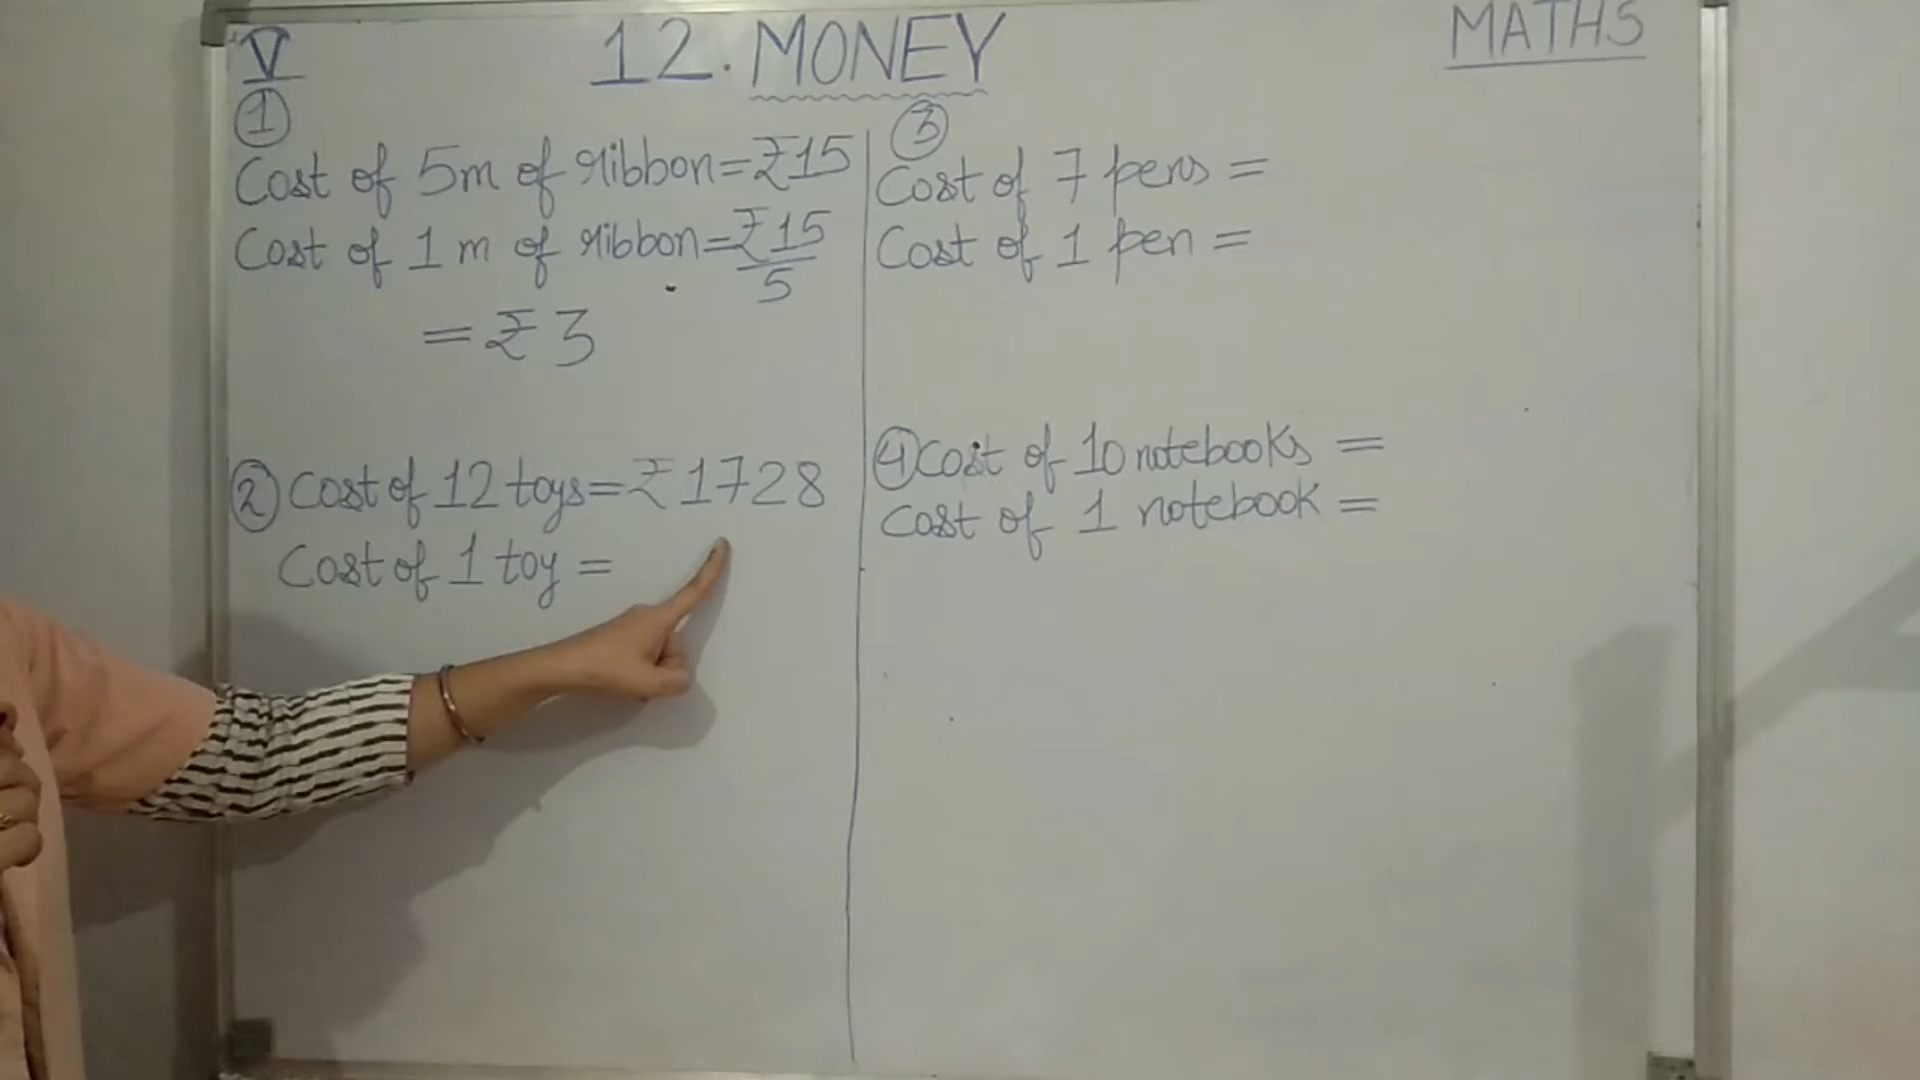 V
12. MONEY
MATHS
1
Cost of 5m of ribbon=₹15
Cost of 1 m of ribbon=₹15/5
=₹3
2 Cost of 12 toys=₹1728
Cost of 1 toy =
3
Cost of 7 pens =
Cost of 1 pen =
4 Cost of 10 notebooks =
Cost of 1 notebook =